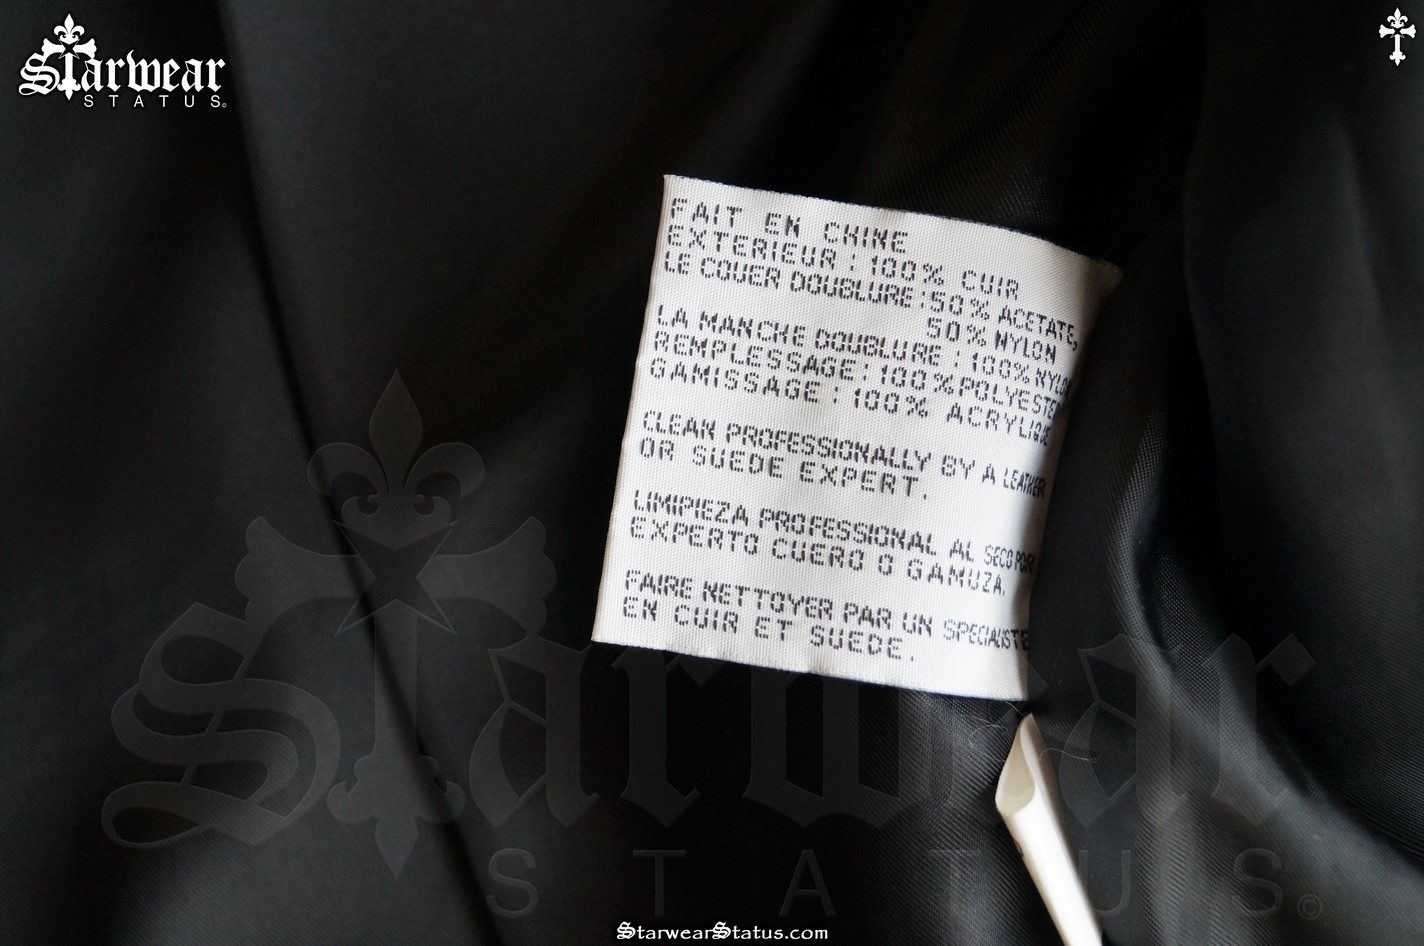 Starwear
STATUS
FAIT EN CHINE
EXTERIEUR : 100% CUIR
LE COUER DOUBLURE : 50% ACETATE,
50% NYLON
LA MANCHE DOUBLURE : 100% NYLON
REMPLESSAGE : 100% POLYESTER
GAMISSAGE : 100% ACRYLIQUE
CLEAN PROFESSIONALLY BY A LEATHER
OR SUEDE EXPERT.
LIMIPIEZA PROFESSIONAL AL SECO POR
EXPERTO CUERO O GAMUZA.
FAIRE NETTOYER PAR UN SPECIALISTE
EN CUIR ET SUEDE.
Starwear
STATUS©
StarwearStatus.com